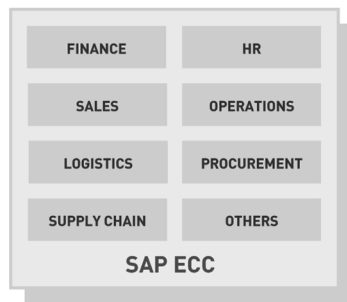 FINANCE
HR
SALES
OPERATIONS
LOGISTICS
PROCUREMENT
SUPPLY CHAIN
OTHERS
SAP ECC